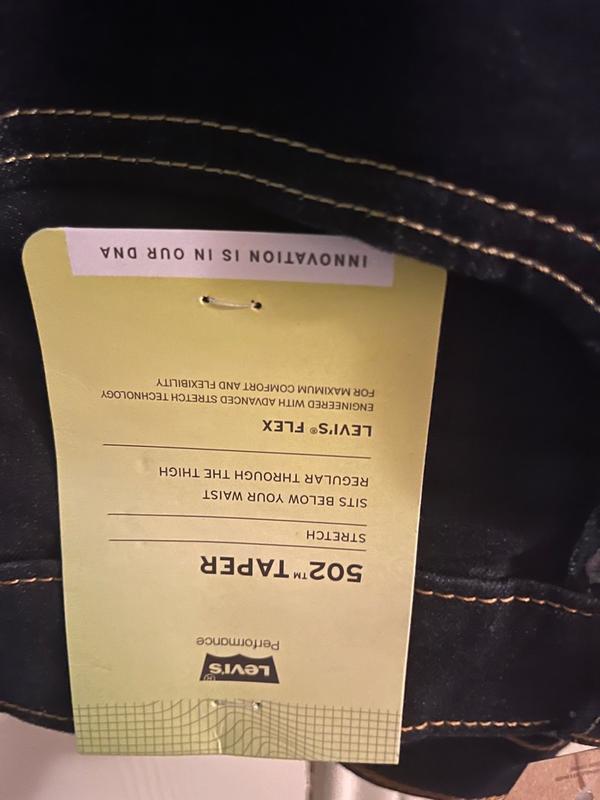 LEVI'S®
Performance
502™ TAPER
STRETCH
SITS BELOW YOUR WAIST
REGULAR THROUGH THE THIGH
LEVI'S® FLEX
ENGINEERED WITH ADVANCED STRETCH TECHNOLOGY
FOR MAXIMUM COMFORT AND FLEXIBILITY
INNOVATION IS IN OUR DNA